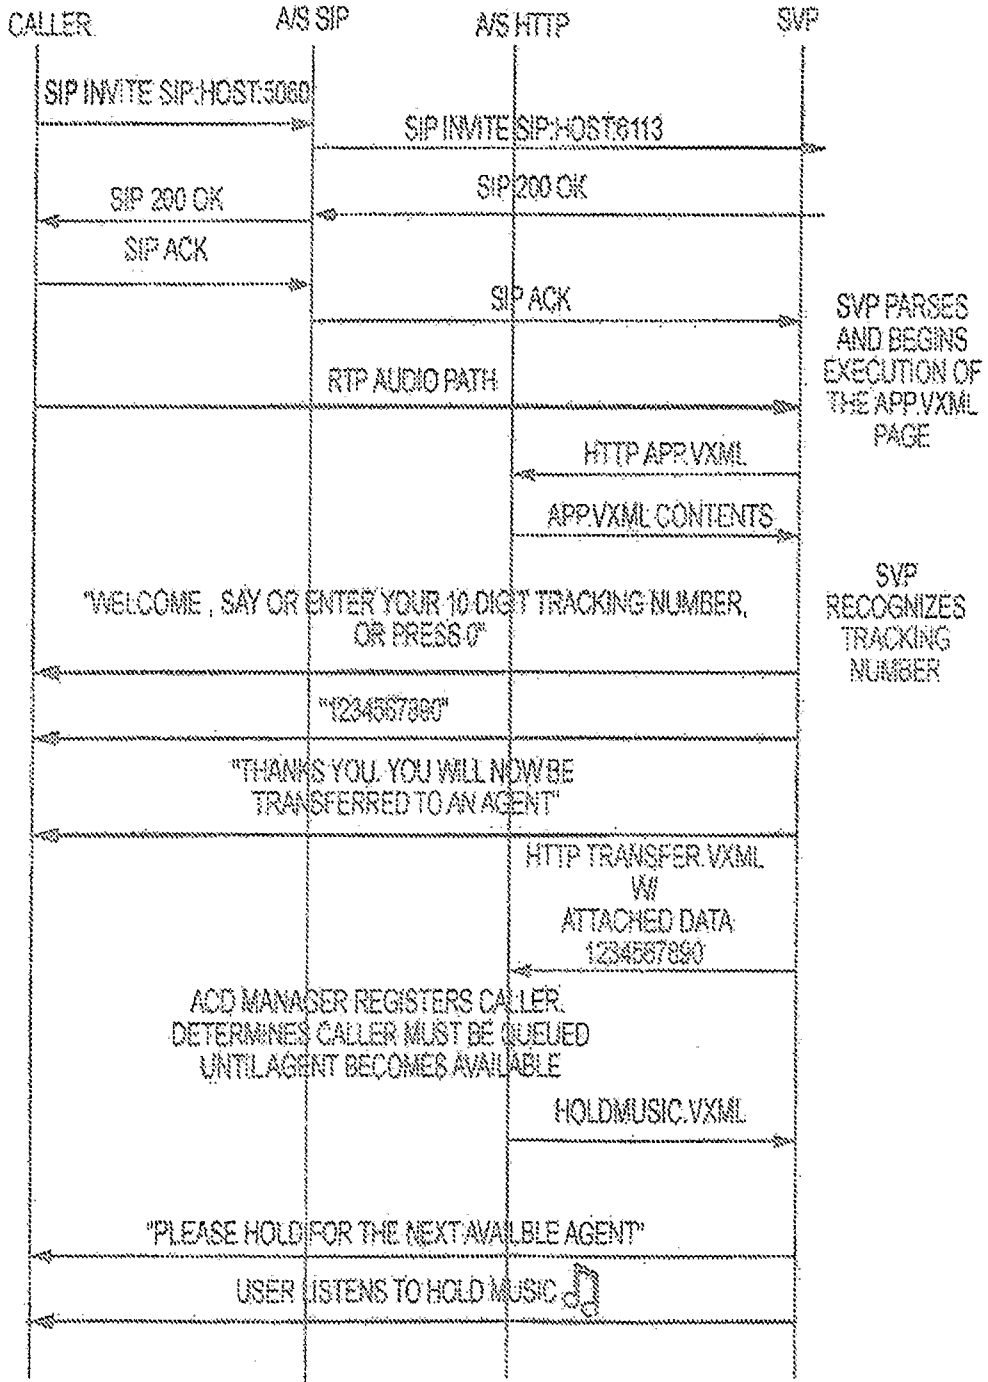 CALLER.
A/S SIP
A/S HTTP
SVP
SIP INVITE SIP:HOST:5060
SIP INVITE SIP:HOST:6113
SIP 200 OK
SIP 200 OK
SIP ACK
SIP ACK
SVP PARSES
AND BEGINS
EXECUTION OF
THE APP.VXML
PAGE
RTP AUDIO PATH
HTTP APP.VXML
APP.VXML CONTENTS
"WELCOME , SAY OR ENTER YOUR 10 DIGIT TRACKING NUMBER,
OR PRESS 0"
SVP
RECOGNIZES
TRACKING
NUMBER
"1234567890"
"THANKS YOU. YOU WILL NOW BE
TRANSFERRED TO AN AGENT"
HTTP TRANSFER.VXML
W/
ATTACHED DATA:
1234567890
ACD MANAGER REGISTERS CALLER.
DETERMINES CALLER MUST BE QUEUED
UNTIL AGENT BECOMES AVAILABLE
HOLDMUSIC.VXML
"PLEASE HOLD FOR THE NEXT AVAILBLE AGENT"
USER LISTENS TO HOLD MUSIC